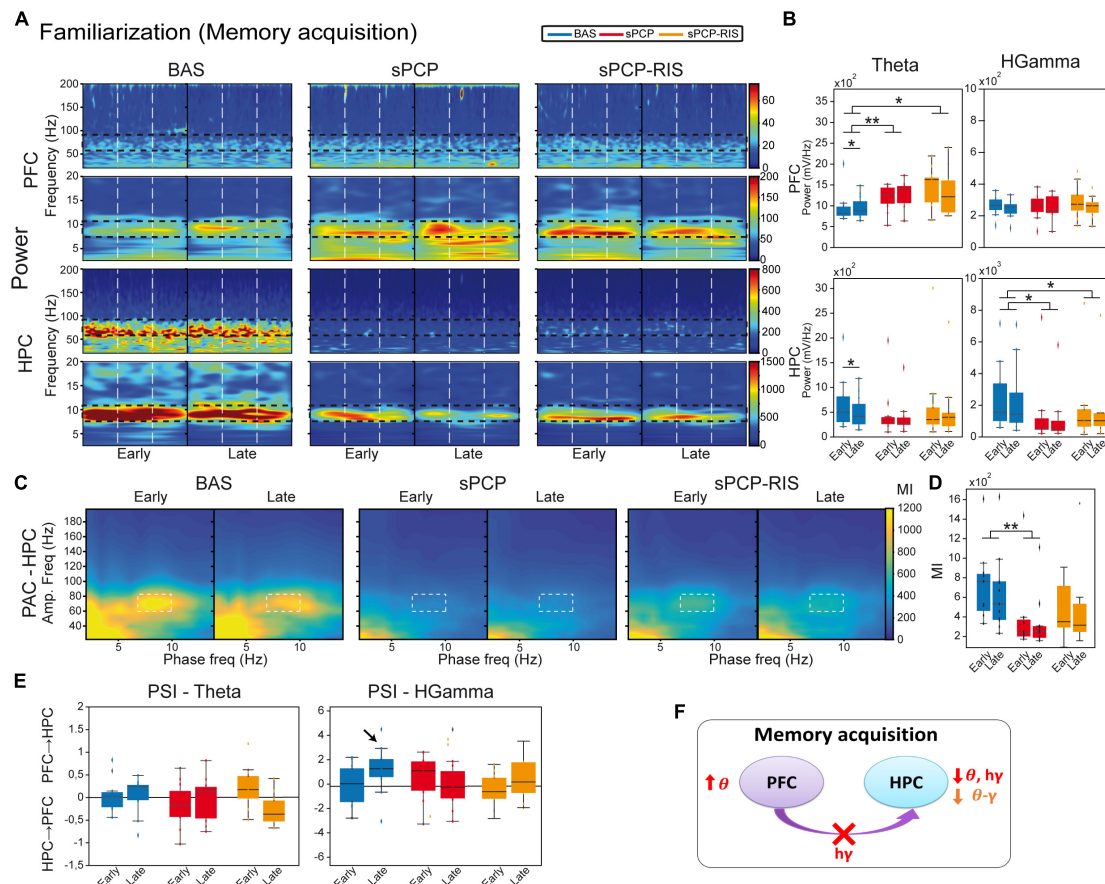 A
Familiarization (Memory acquisition)
BAS sPCP sPCP-RIS
BAS sPCP sPCP-RIS
Power
PFC
Frequency (Hz)
200
150
100
50
60
40
20
0
20
15
10
5
200
150
100
50
0
HPC
Frequency (Hz)
200
150
100
50
800
600
400
200
0
20
15
10
5
1500
1000
500
0
Early Late Early Late Early Late
B
Theta HGamma
PFC
Power (mV/Hz)
x10²
35
30
25
20
15
10
5
0
* ** *
x10²
10
8
6
4
2
0
HPC
Power (mV/Hz)
x10²
25
20
15
10
5
0
*
x10³
10
8
6
4
2
0
* *
Early Late Early Late Early Late
Early Late Early Late Early Late
C
BAS sPCP sPCP-RIS
Early Late Early Late Early Late
PAC - HPC
Amp. Freq (Hz)
180
160
140
120
100
80
60
40
5 10 5 10
5 10 5 10
5 10 5 10
Phase freq (Hz) Phase freq (Hz) Phase freq (Hz)
MI
1200
1000
800
600
400
200
0
D
x10²
MI
16
14
12
10
8
6
4
2
**
Early Late Early Late Early Late
E
PSI - Theta PSI - HGamma
HPC→PFC PFC→HPC
2
1,5
1
0,5
0
-0,5
-1
-1,5
6
4
2
0
-2
-4
-6
Early Late Early Late Early Late
Early Late Early Late Early Late
F
Memory acquisition
↑ θ PFC HPC ↓ θ, hγ
↓ θ-γ
hγ